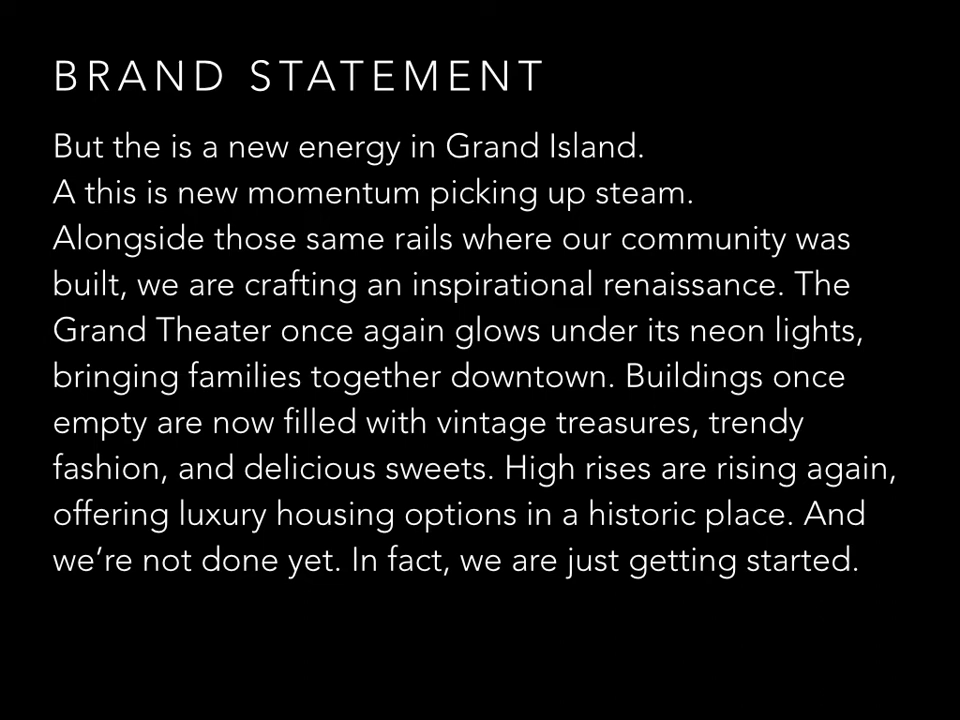 BRAND STATEMENT
But the is a new energy in Grand Island.
A this is new momentum picking up steam.
Alongside those same rails where our community was
built, we are crafting an inspirational renaissance. The
Grand Theater once again glows under its neon lights,
bringing families together downtown. Buildings once
empty are now filled with vintage treasures, trendy
fashion, and delicious sweets. High rises are rising again,
offering luxury housing options in a historic place. And
we’re not done yet. In fact, we are just getting started.